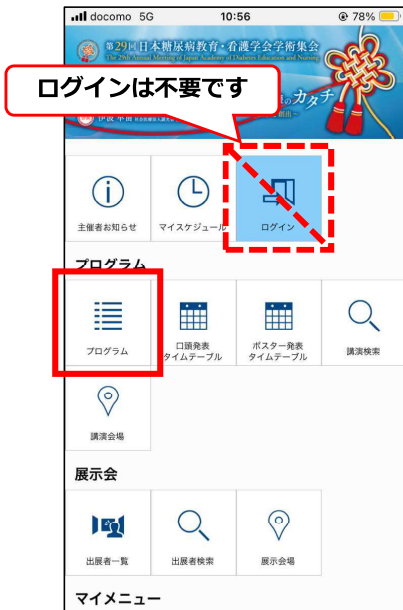 docomo 5G 10:56 78%
第29回 日本糖尿病教育・看護学会学術集会
The 29th Annual Meeting of Japan Academy of Diabetes Education and Nursing
ログインは不要です
カタチ
主催者お知らせ
マイスケジュール
ログイン
プログラム
プログラム
口頭発表
タイムテーブル
ポスター発表
タイムテーブル
講演検索
講演会場
展示会
出展者一覧
出展者検索
展示会場
マイメニュー